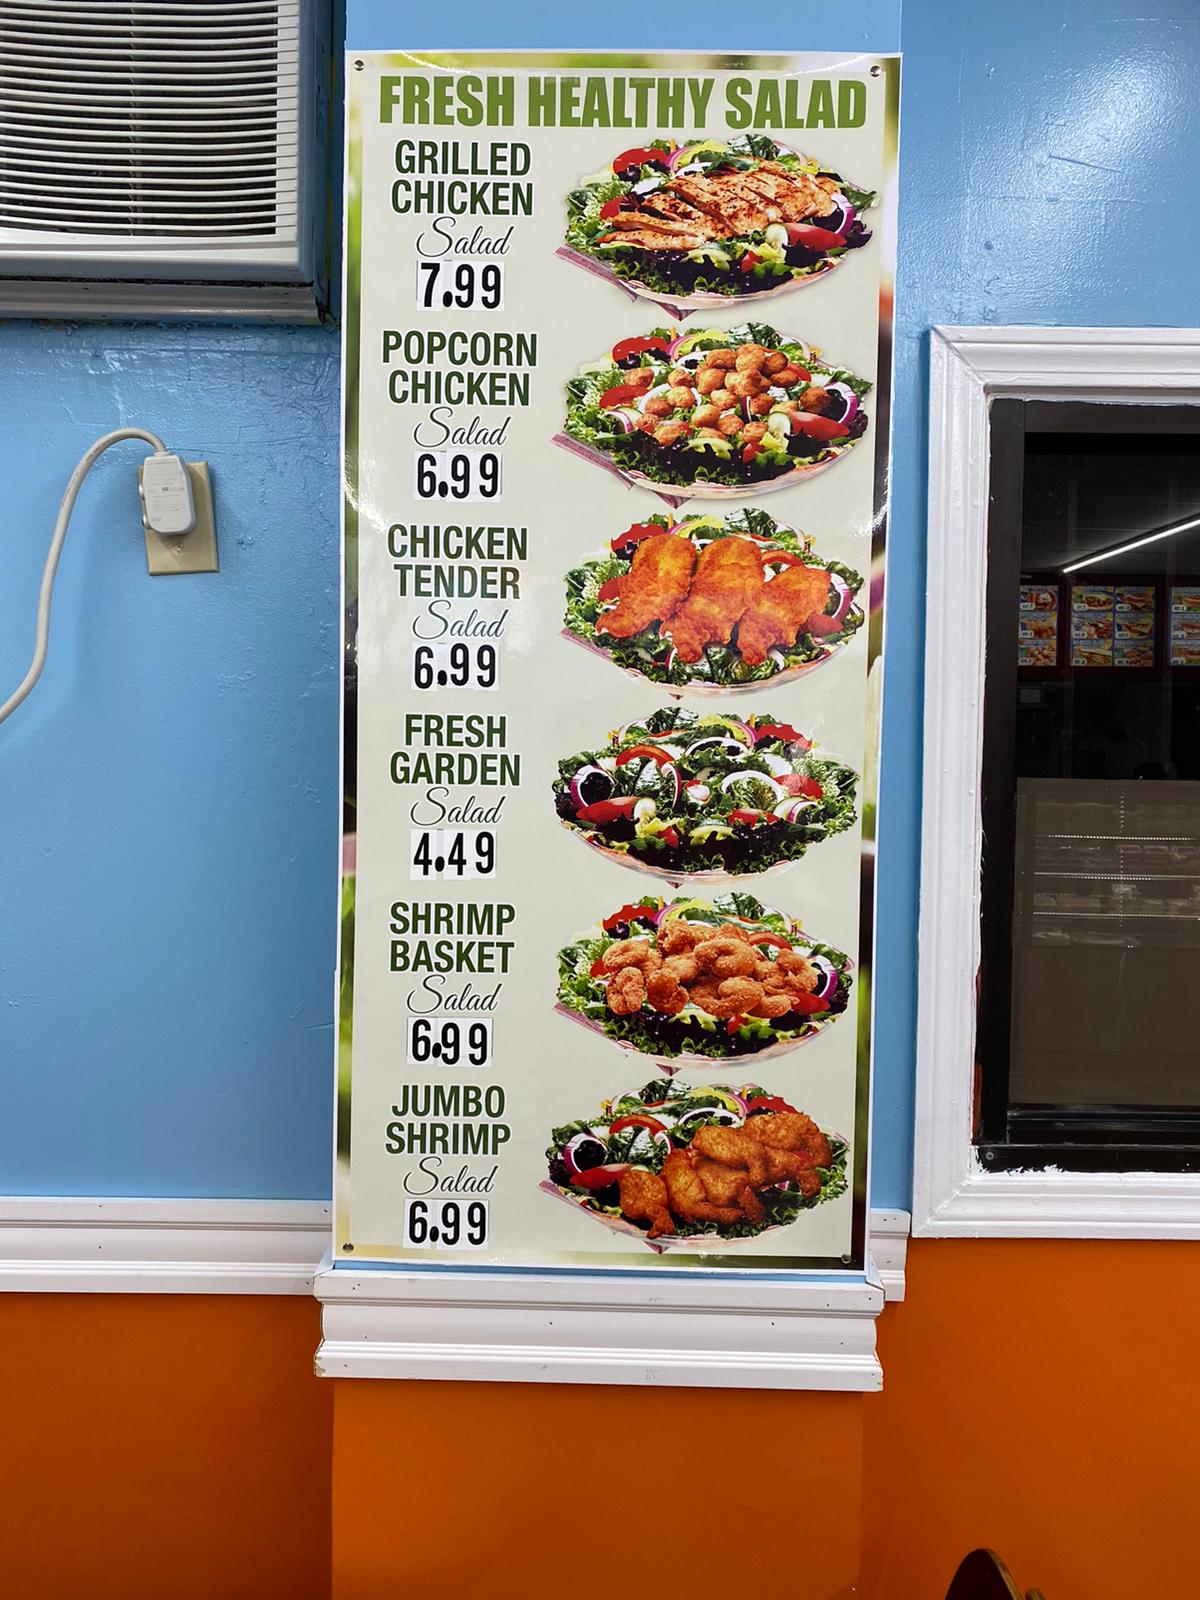 FRESH HEALTHY SALAD
GRILLED
CHICKEN
Salad
7.99
POPCORN
CHICKEN
Salad
6.99
CHICKEN
TENDER
Salad
6.99
FRESH
GARDEN
Salad
4.49
SHRIMP
BASKET
Salad
6.99
JUMBO
SHRIMP
Salad
6.99